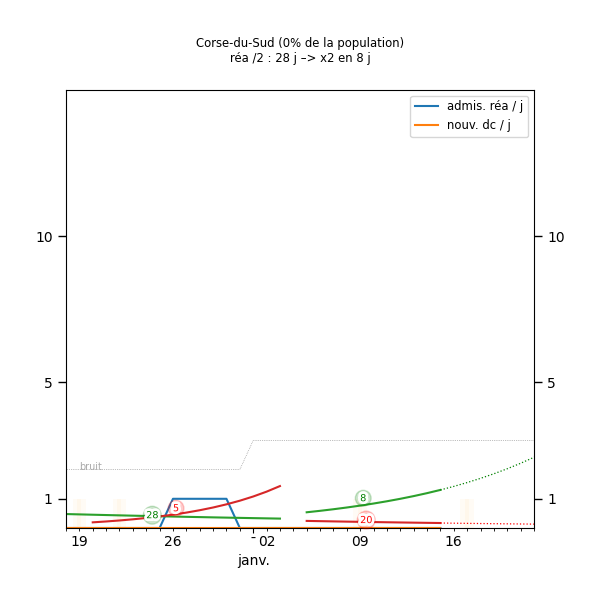 Corse-du-Sud (0% de la population)
réa /2 : 28 j –> x2 en 8 j
admis. réa / j
nouv. dc / j
10 10
5 5
bruit
1 1
28 5 8 20
19 26 - 02 09 16
janv.